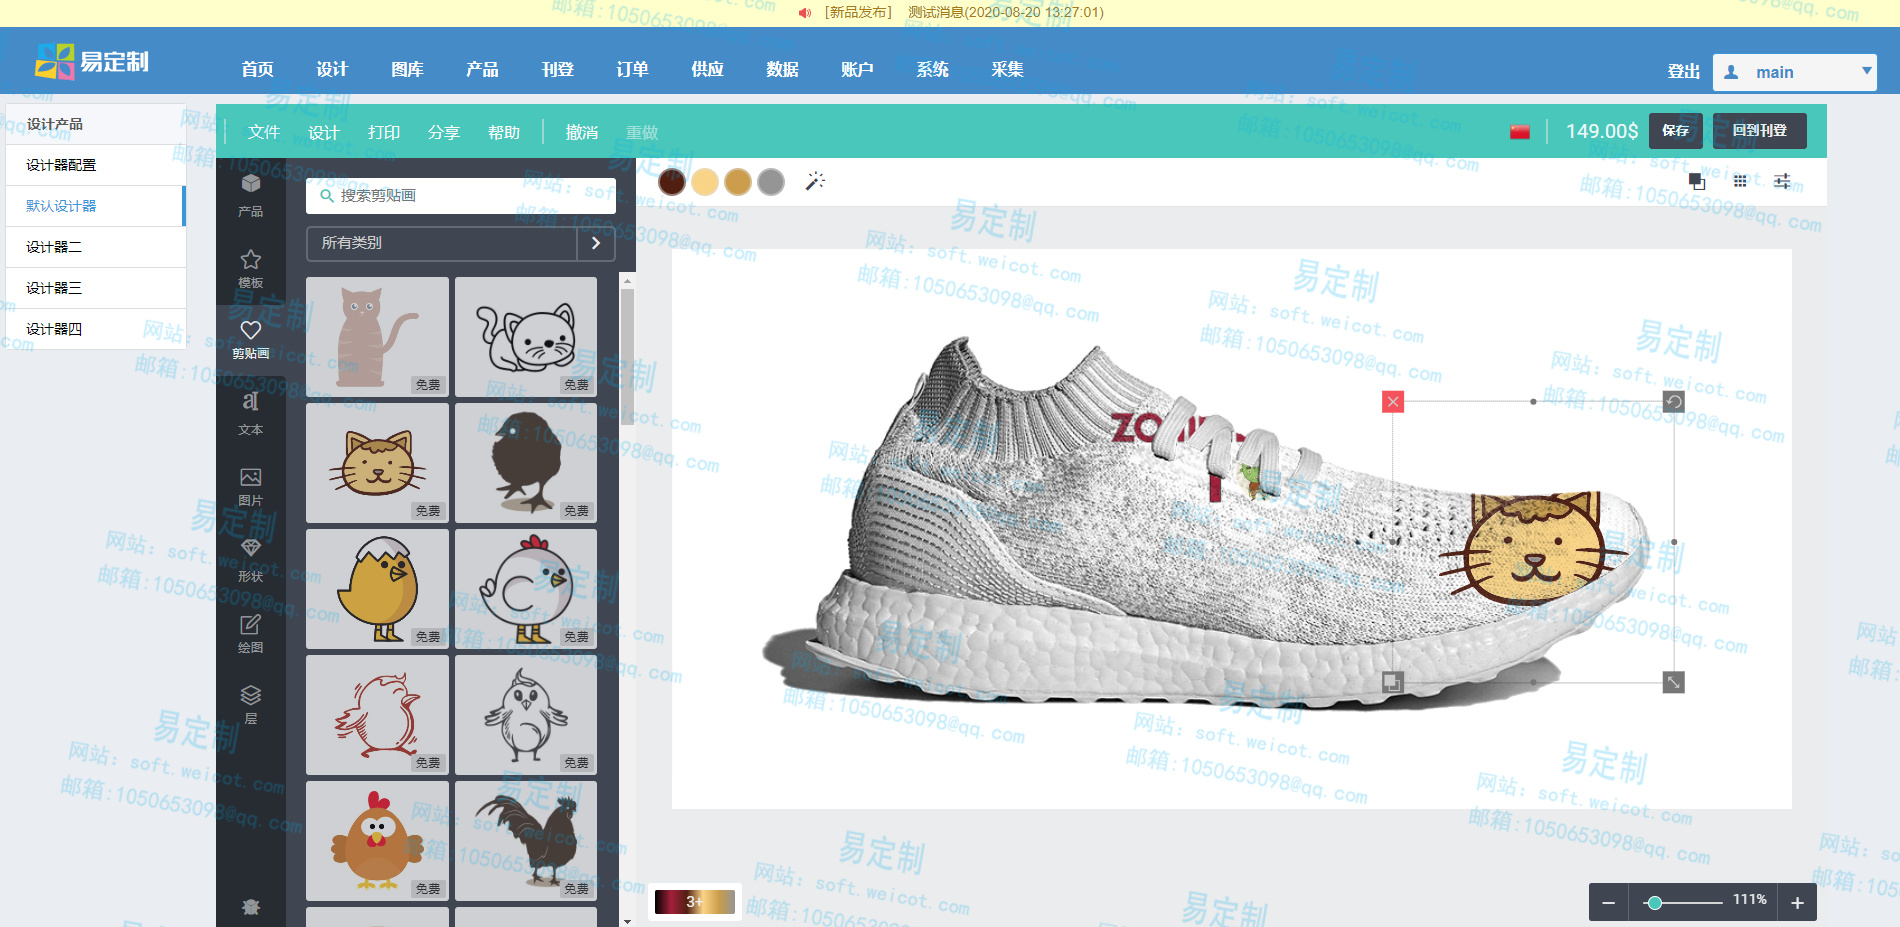 [新品发布] 测试消息(2020-08-20 13:27:01)
易定制
首页 设计 图库 产品 刊登 订单 供应 数据 账户 系统 采集
登出 main
设计产品
设计器配置
默认设计器
设计器二
设计器三
设计器四
文件 设计 打印 分享 帮助 撤消 重做
149.00$ 保存 回到刊登
产品
模板
剪贴画
文本
图片
形状
绘图
层
搜索剪贴画
所有类别
免费 免费
免费 免费
免费 免费
免费 免费
免费 免费
3+
111%
易定制
网站: soft.weicot.com
邮箱:1050653098@qq.com